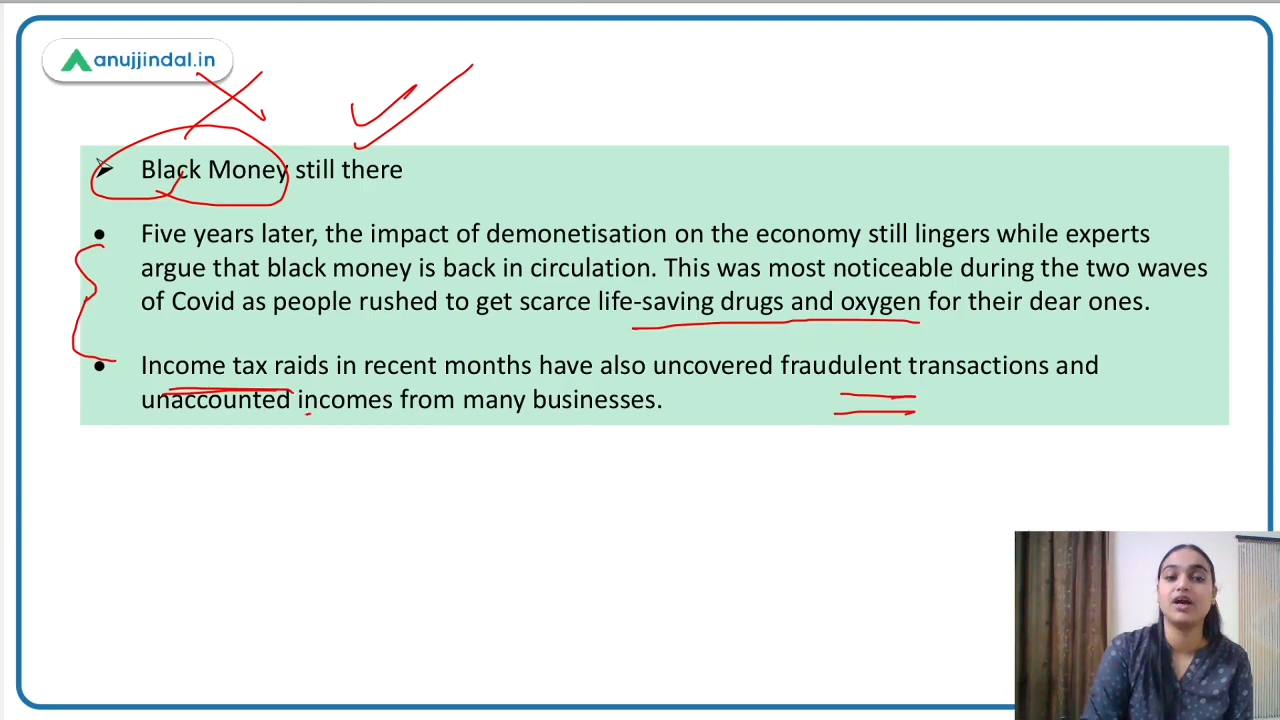 anujjindal.in
Black Money still there
Five years later, the impact of demonetisation on the economy still lingers while experts
argue that black money is back in circulation. This was most noticeable during the two waves
of Covid as people rushed to get scarce life-saving drugs and oxygen for their dear ones.
Income tax raids in recent months have also uncovered fraudulent transactions and
unaccounted incomes from many businesses.